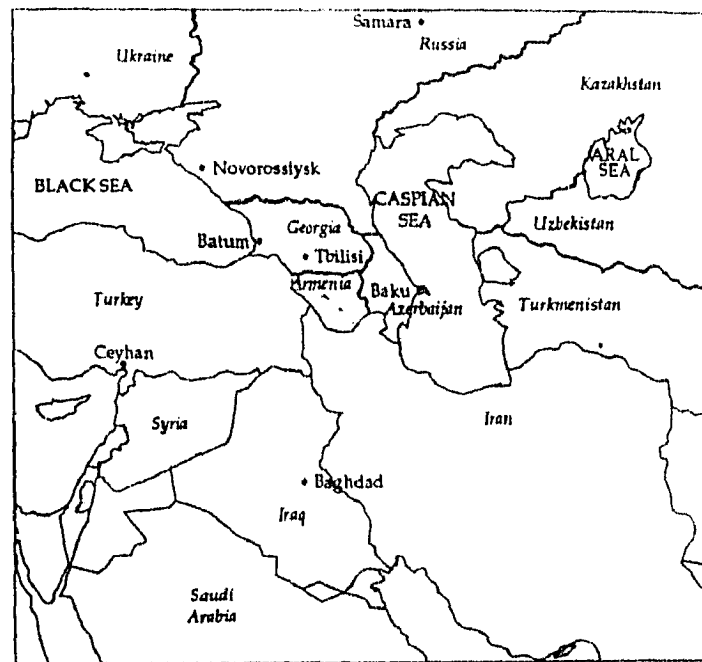 Samara
Russia
Ukraine
Kazakhstan
Novorossiysk
ARAL
SEA
BLACK SEA
CASPIAN
SEA
Georgia
Uzbekistan
Batum
Tbilisi
Armenia
Baku
Turkey
Azerbaijan
Turkmenistan
Ceyhan
Syria
Iran
Baghdad
Iraq
Saudi
Arabia